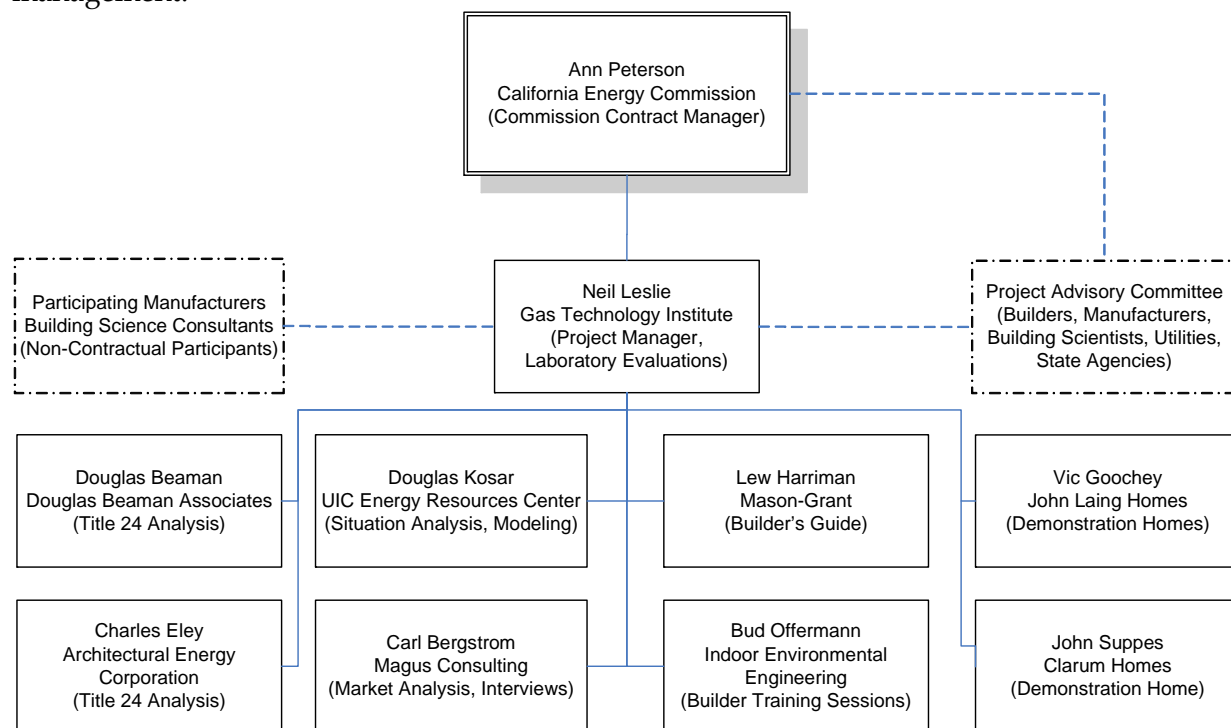 management.
Ann Peterson
California Energy Commission
(Commission Contract Manager)
Participating Manufacturers
Building Science Consultants
(Non-Contractual Participants)
Neil Leslie
Gas Technology Institute
(Project Manager,
Laboratory Evaluations)
Project Advisory Committee
(Builders, Manufacturers,
Building Scientists, Utilities,
State Agencies)
Douglas Beaman
Douglas Beaman Associates
(Title 24 Analysis)
Douglas Kosar
UIC Energy Resources Center
(Situation Analysis, Modeling)
Lew Harriman
Mason-Grant
(Builder's Guide)
Vic Goochey
John Laing Homes
(Demonstration Homes)
Charles Eley
Architectural Energy
Corporation
(Title 24 Analysis)
Carl Bergstrom
Magus Consulting
(Market Analysis, Interviews)
Bud Offermann
Indoor Environmental
Engineering
(Builder Training Sessions)
John Suppes
Clarum Homes
(Demonstration Home)